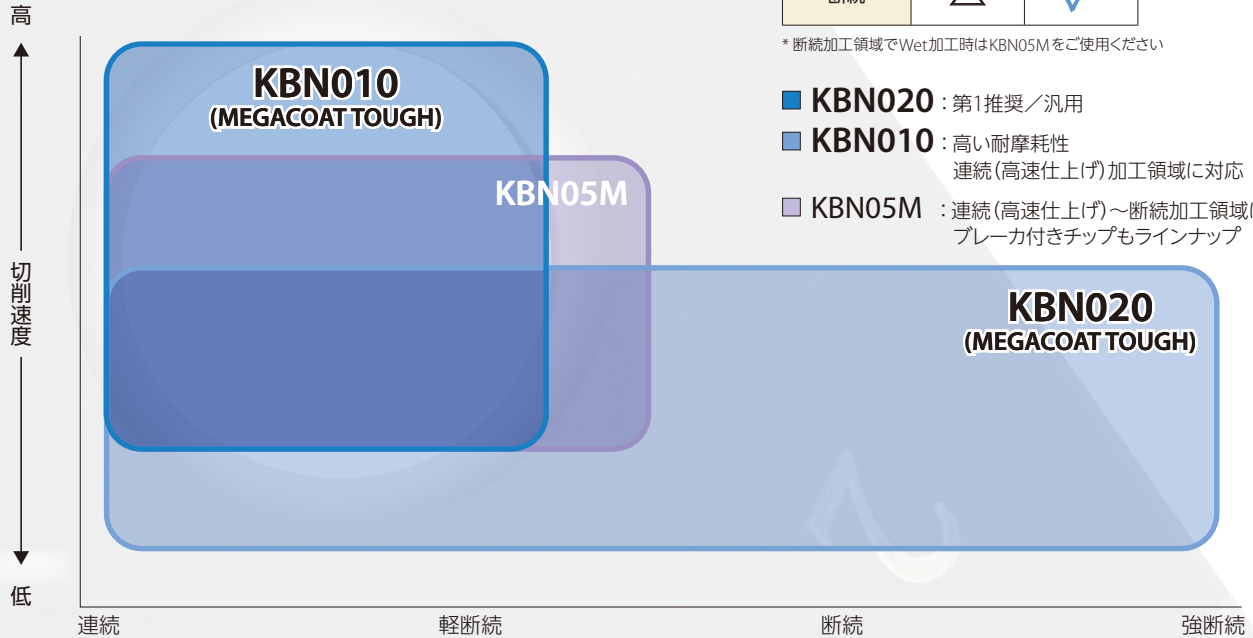 断続
* 断続加工領域でWet加工時はKBN05Mをご使用ください
KBN020 : 第1推奨／汎用
KBN010 : 高い耐摩耗性
連続(高速仕上げ)加工領域に対応
KBN05M : 連続(高速仕上げ)～断続加工領域
ブレーカ付きチップもラインナップ
高
切削速度
低
KBN010
(MEGACOAT TOUGH)
KBN05M
KBN020
(MEGACOAT TOUGH)
連続
軽断続
断続
強断続